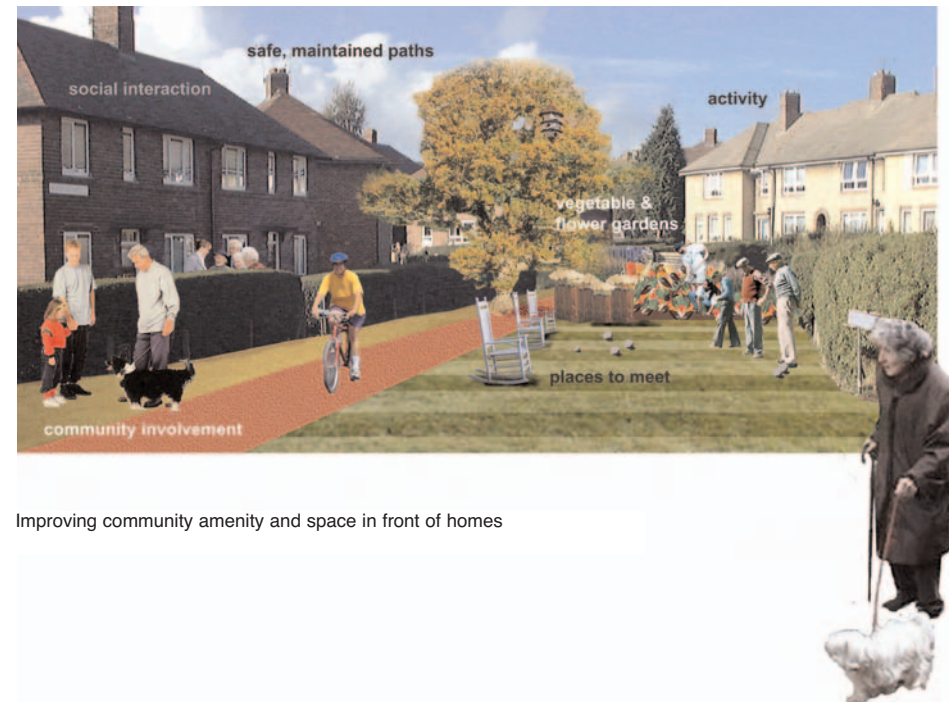 safe, maintained paths
social interaction
activity
vegetable &
flower gardens
places to meet
community involvement
Improving community amenity and space in front of homes